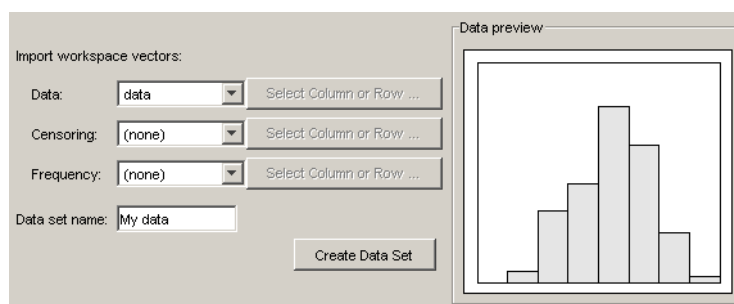 Data preview
Import workspace vectors:
Data: data Select Column or Row ...
Censoring: (none) Select Column or Row ...
Frequency: (none) Select Column or Row ...
Data set name: My data
Create Data Set